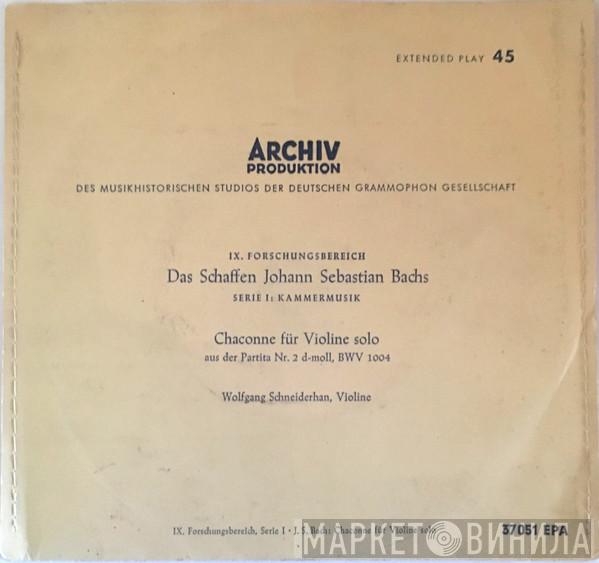 EXTENDED PLAY 45
ARCHIV
PRODUKTION
DES MUSIKHISTORISCHEN STUDIOS DER DEUTSCHEN GRAMMOPHON GESELLSCHAFT
IX. FORSCHUNGSBEREICH
Das Schaffen Johann Sebastian Bachs
SERIE I: KAMMERMUSIK
Chaconne für Violine solo
aus der Partita Nr. 2 d-moll, BWV 1004
Wolfgang Schneiderhan, Violine
IX. Forschungsbereich, Serie I · J. S. Bach: Chaconne für Violine solo 37051 EPA
МАРКЕТ ВИНИЛА